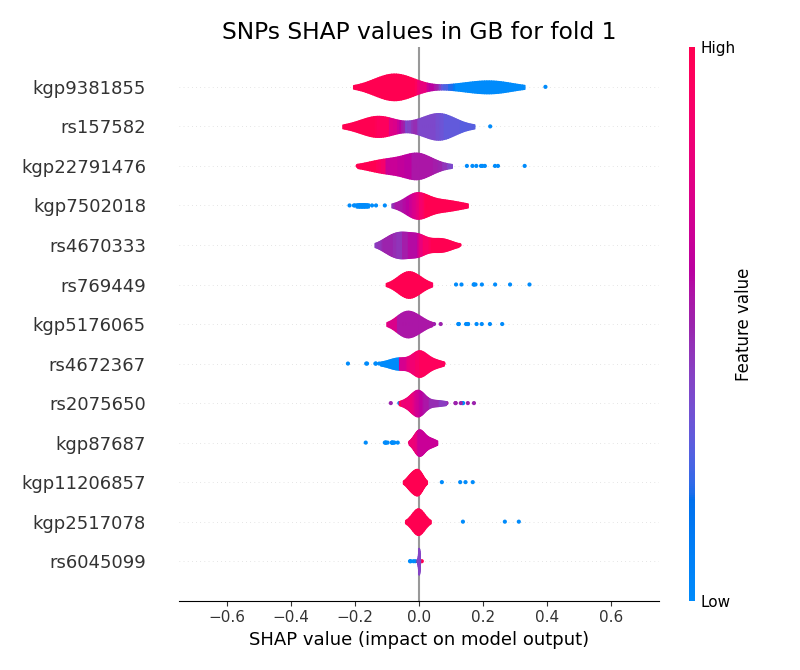 SNPs SHAP values in GB for fold 1
High
kgp9381855
rs157582
kgp22791476
kgp7502018
rs4670333
rs769449
kgp5176065
rs4672367
rs2075650
kgp87687
kgp11206857
kgp2517078
rs6045099
Feature value
Low
−0.6 −0.4 −0.2 0.0 0.2 0.4 0.6
SHAP value (impact on model output)